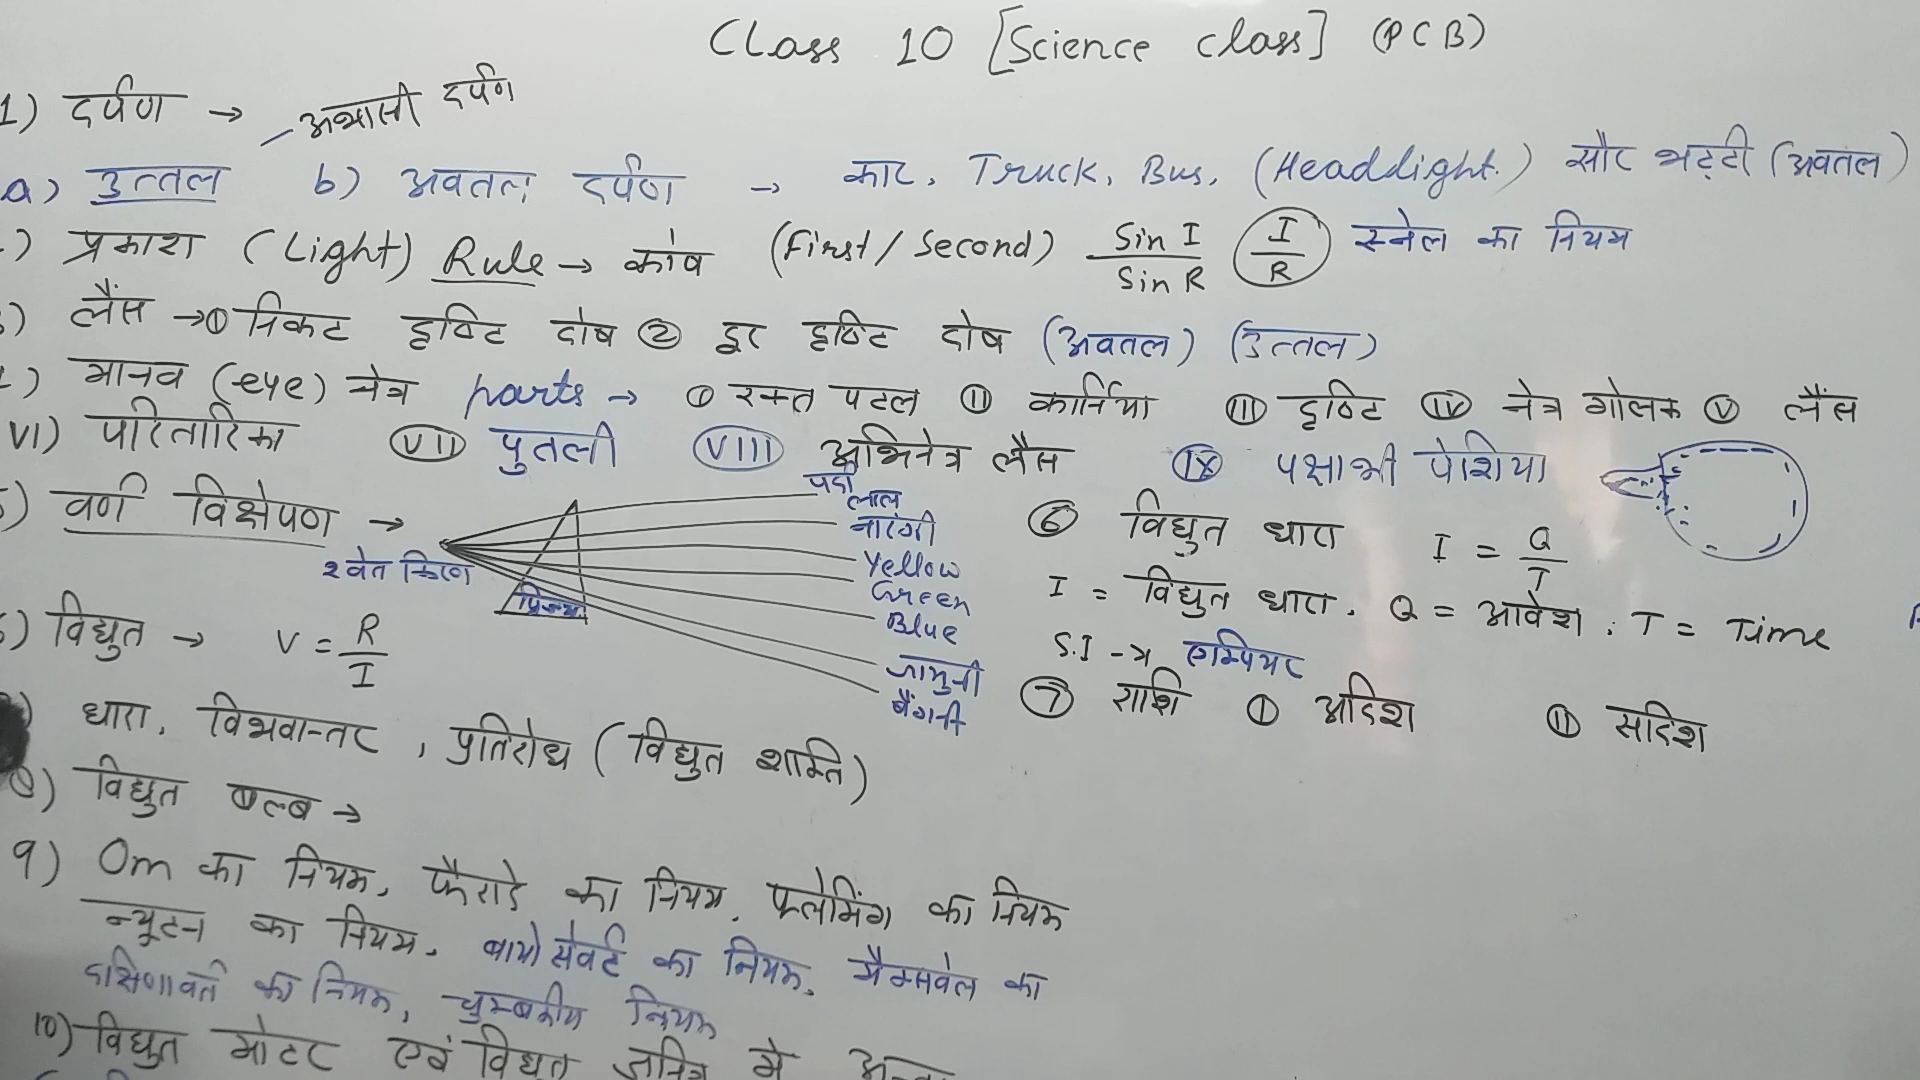 Class 10 [Science class] (PCB)
1) दर्पण → अभासी दर्पण
a) उत्तल b) अवतल दर्पण → कार, Truck, Bus, (Headlight.) सौर भट्टी (अवतल)
) प्रकाश (Light) Rule → कोष (First/Second) Sin I / Sin R (I/R) स्नेल का नियम
) लैंस → ① निकट दृष्टि दोष ② दूर दृष्टि दोष (अवतल) (उत्तल)
) मानव (eye) नेत्र parts → ① रक्त पटल ⑪ कार्निया ⑪I दृष्टि IV नेत्र गोलक V लैंस
VI) परितारिका VII पुतली VIII अभिनेत्र लैंस IX पक्षाभी पेशिया
5) वर्ण विक्षेपण →
श्वेत किरण
प्रिज्म
पर्दा
लाल
नारंगी
Yellow
Green
Blue
जामुनी
बैंगनी
⑥ विद्युत धारा I = Q/T
I = विद्युत धारा. Q = आवेश, T = Time
S.I → एम्पियर
⑦ राशि ① अदिश ⑪ सदिश
) विद्युत → V = R/I
) धारा, विभवान्तर, प्रतिरोध (विद्युत शक्ति)
8) विद्युत बल्ब →
9) Om का नियम, फैराडे का नियम, फ्लेमिंग का नियम
न्यूटन का नियम, बायो सेवर्ट का नियम, मैक्सवेल का
दक्षिणावर्त का नियम, चुम्बकीय नियम
10) विद्युत मोटर एवं विद्युत जनित्र मे